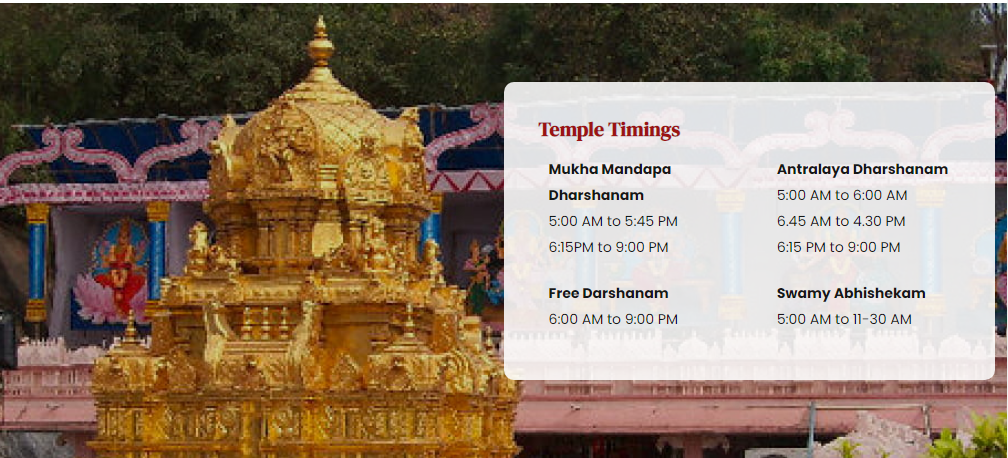 Temple Timings
Mukha Mandapa
Dharshanam
5:00 AM to 5:45 PM
6:15PM to 9:00 PM
Antralaya Dharshanam
5:00 AM to 6:00 AM
6.45 AM to 4.30 PM
6:15 PM to 9:00 PM
Free Darshanam
6:00 AM to 9:00 PM
Swamy Abhishekam
5:00 AM to 11-30 AM